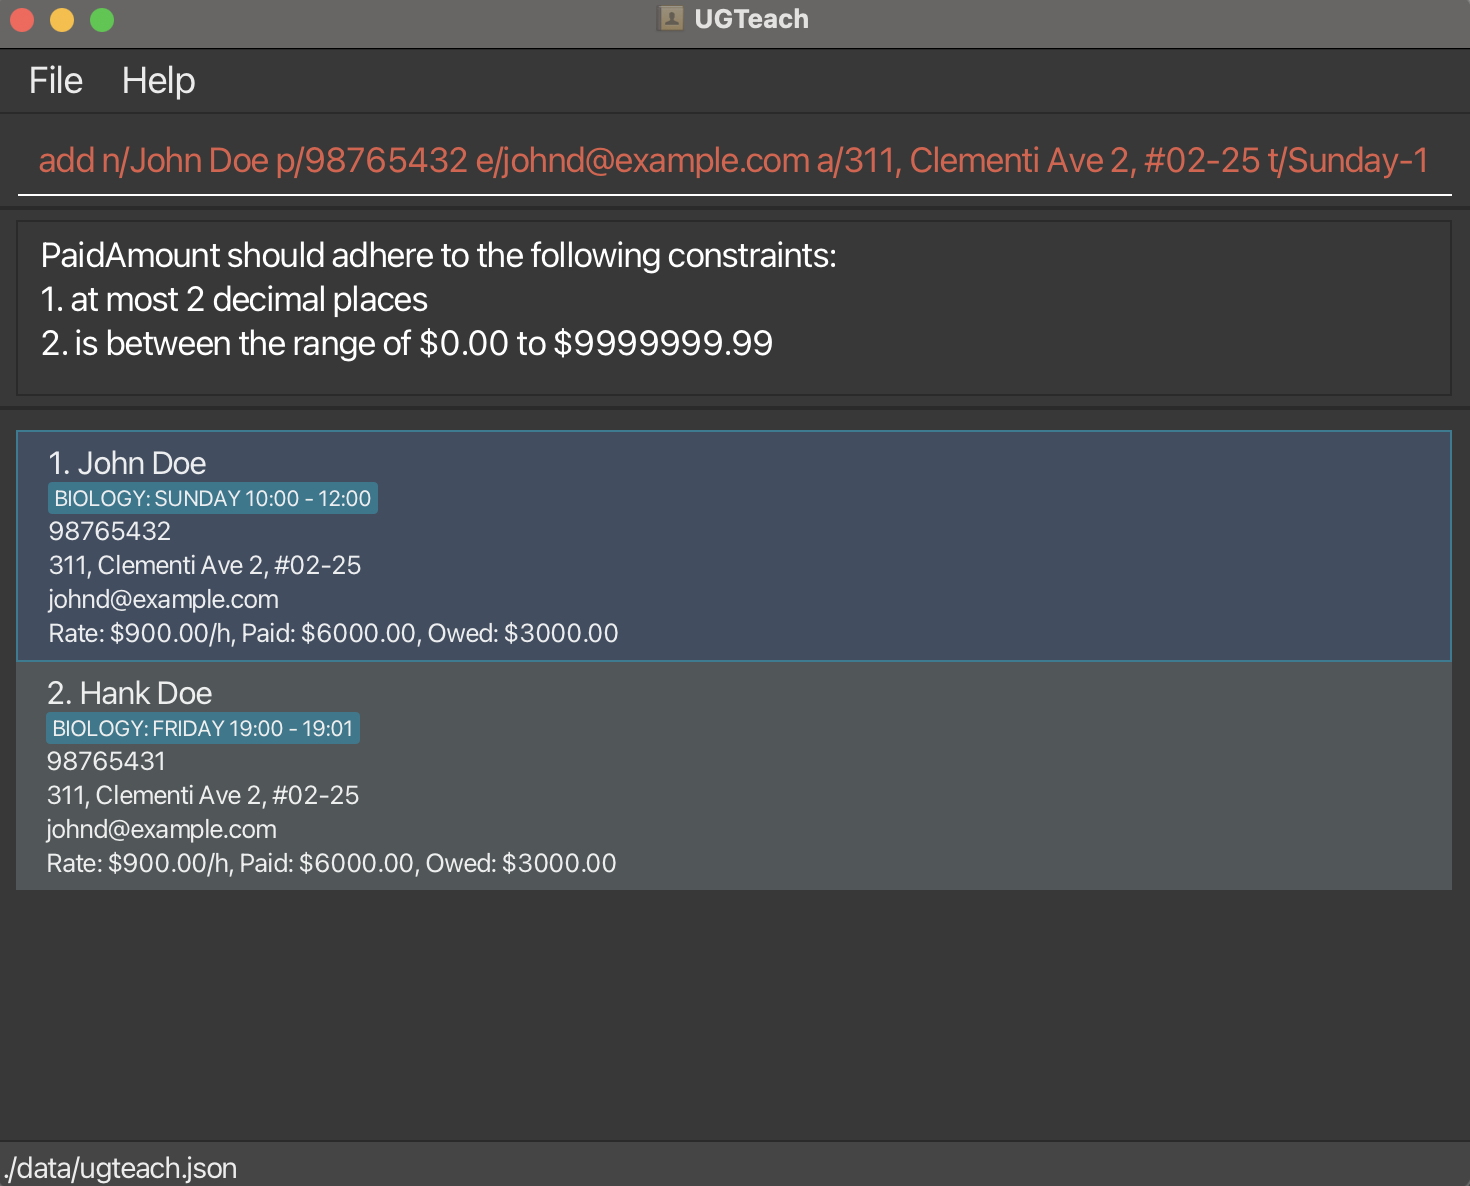 UGTeach
File Help
add n/John Doe p/98765432 e/johnd@example.com a/311, Clementi Ave 2, #02-25 t/Sunday-1
PaidAmount should adhere to the following constraints:
1. at most 2 decimal places
2. is between the range of $0.00 to $9999999.99
1. John Doe
BIOLOGY: SUNDAY 10:00 - 12:00
98765432
311, Clementi Ave 2, #02-25
johnd@example.com
Rate: $900.00/h, Paid: $6000.00, Owed: $3000.00
2. Hank Doe
BIOLOGY: FRIDAY 19:00 - 19:01
98765431
311, Clementi Ave 2, #02-25
johnd@example.com
Rate: $900.00/h, Paid: $6000.00, Owed: $3000.00
./data/ugteach.json